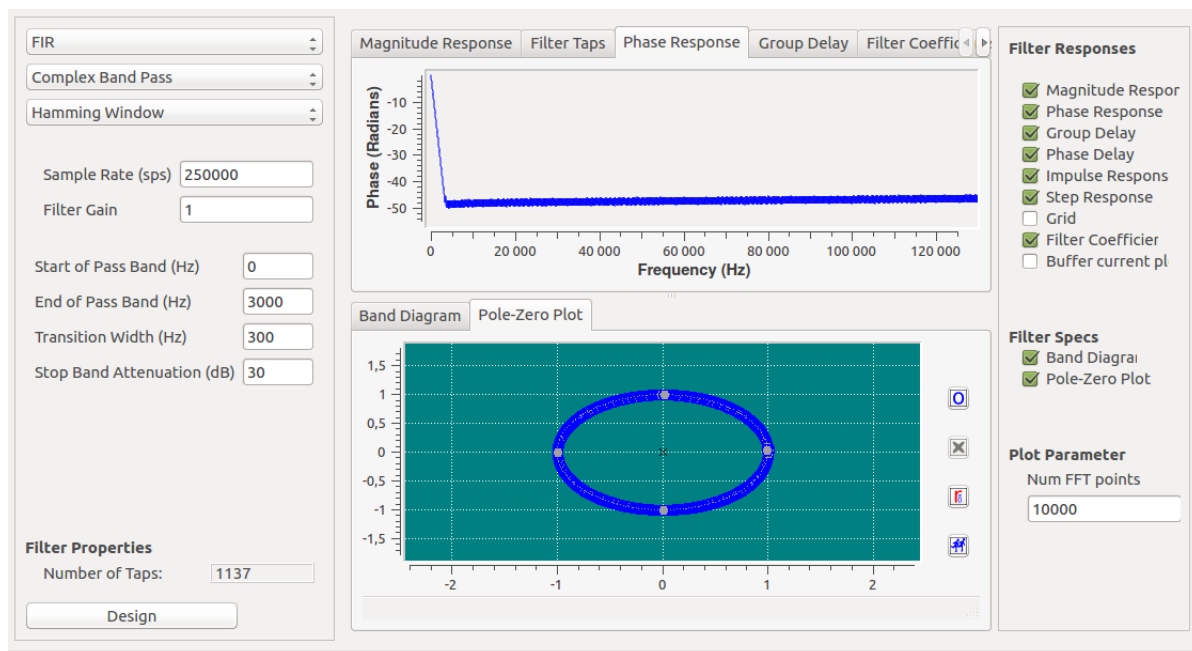 FIR
Complex Band Pass
Hamming Window
Sample Rate (sps) 250000
Filter Gain 1
Start of Pass Band (Hz) 0
End of Pass Band (Hz) 3000
Transition Width (Hz) 300
Stop Band Attenuation (dB) 30
Filter Properties
Number of Taps: 1137
Design
Magnitude Response Filter Taps Phase Response Group Delay Filter Coeffic
Phase (Radians)
-10
-20
-30
-40
-50
0 20 000 40 000 60 000 80 000 100 000 120 000
Frequency (Hz)
Band Diagram Pole-Zero Plot
1,5
1
0,5
0
-0,5
-1
-1,5
-2 -1 0 1 2
Filter Responses
Magnitude Respor
Phase Response
Group Delay
Phase Delay
Impulse Respons
Step Response
Grid
Filter Coefficier
Buffer current pl
Filter Specs
Band Diagrar
Pole-Zero Plot
Plot Parameter
Num FFT points
10000